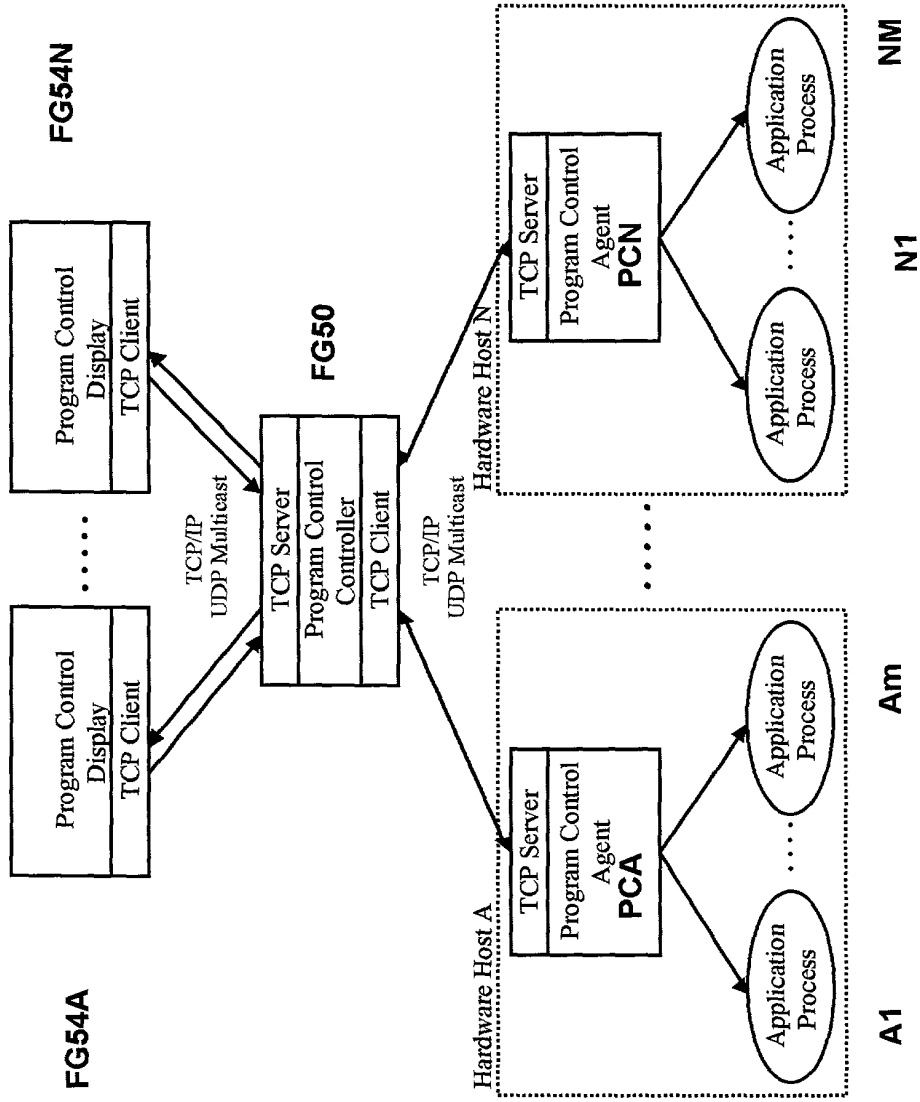 FG54A
Program Control
Display
TCP Client
.....
Program Control
Display
TCP Client
FG54N
TCP/IP
UDP Multicast
TCP Server
Program Control
Controller
TCP Client
FG50
TCP/IP
UDP Multicast
Hardware Host A
TCP Server
Program Control
Agent
PCA
Application
Process
.....
Application
Process
A1
Am
.....
Hardware Host N
TCP Server
Program Control
Agent
PCN
Application
Process
.....
Application
Process
N1
NM